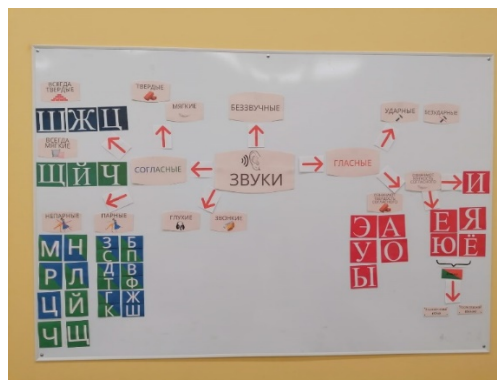 ВСЕГДА
ТВЕРДЫЕ
Ш Ж Ц
ВСЕГДА
МЯГКИЕ
Щ Й Ч
ТВЕРДЫЕ
МЯГКИЕ
БЕЗЗВУЧНЫЕ
УДАРНЫЕ
БЕЗУДАРНЫЕ
СОГЛАСНЫЕ
ЗВУКИ
ГЛАСНЫЕ
И
НЕПАРНЫЕ
ПАРНЫЕ
ГЛУХИЕ
ЗВОНКИЕ
М Н
Р Л
Ц Й
Ч Щ
З Б
С П
Д В
Т Ф
Г Ж
К Ш
Э А
У О
Ы
Е Я
Ю Ё